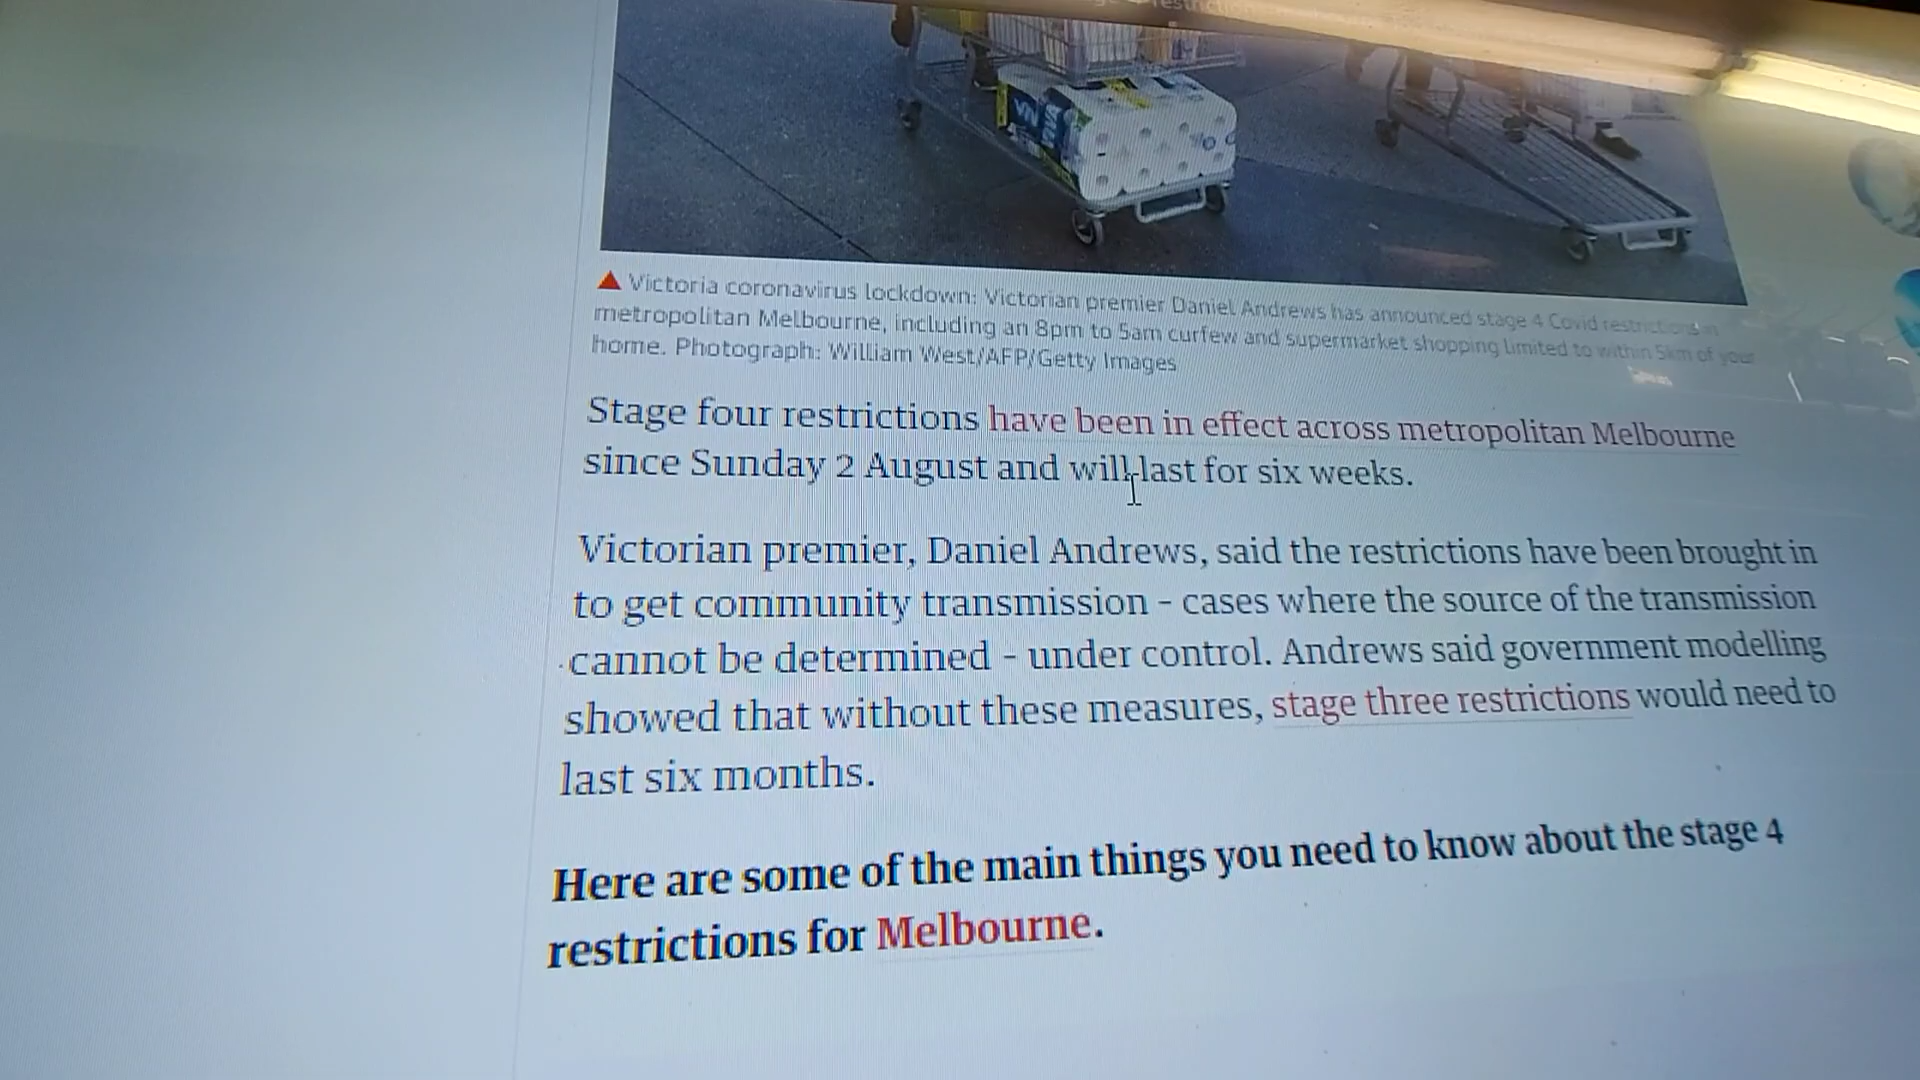 Victoria coronavirus lockdown: Victorian premier Daniel Andrews has announced stage 4 Covid restrictions in
metropolitan Melbourne, including an 8pm to 5am curfew and supermarket shopping limited to within 5km of your
home. Photograph: William West/AFP/Getty Images
Stage four restrictions have been in effect across metropolitan Melbourne
since Sunday 2 August and will last for six weeks.
Victorian premier, Daniel Andrews, said the restrictions have been brought in
to get community transmission – cases where the source of the transmission
cannot be determined – under control. Andrews said government modelling
showed that without these measures, stage three restrictions would need to
last six months.
Here are some of the main things you need to know about the stage 4
restrictions for Melbourne.